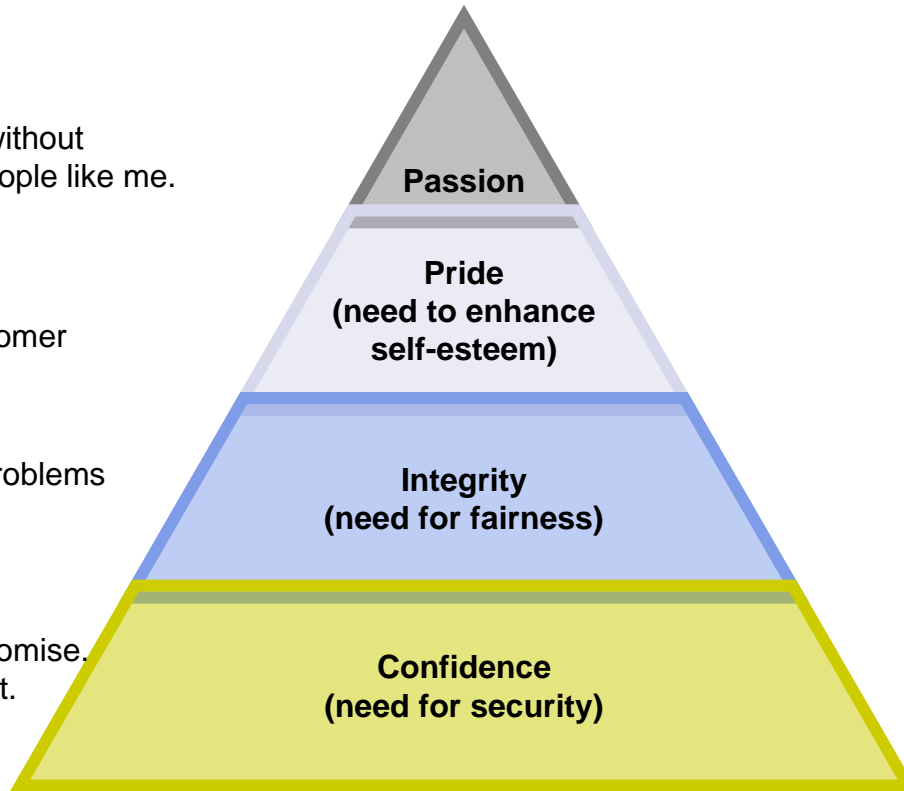 without
ople like me.
Passion
Pride
(need to enhance
self-esteem)
omer
roblems
Integrity
(need for fairness)
omise.
t.
Confidence
(need for security)